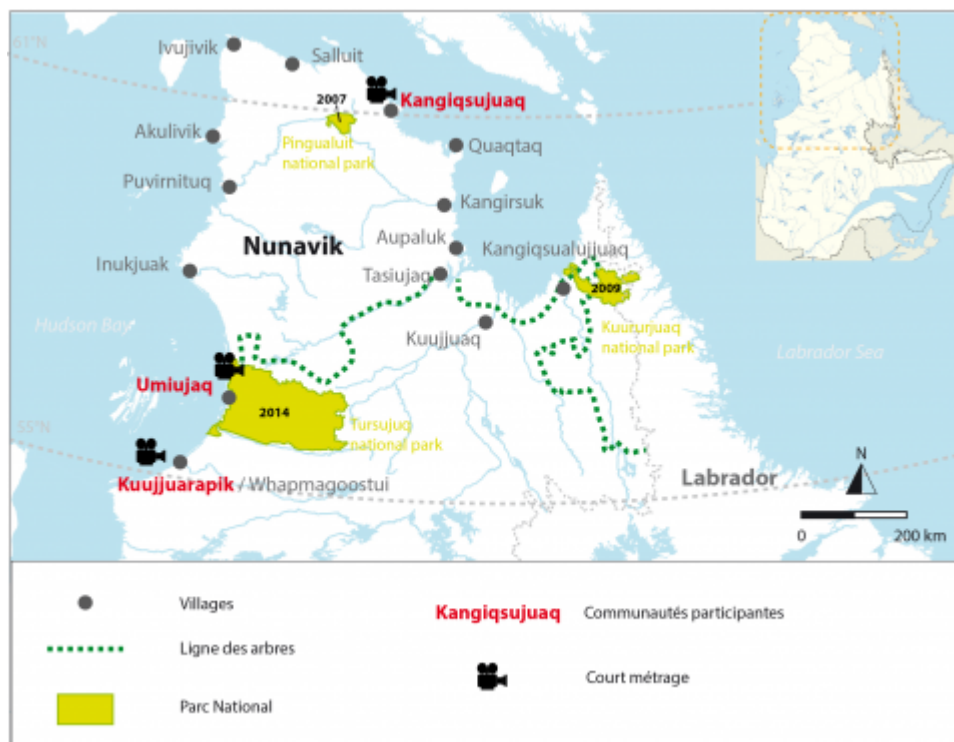 61°N
Ivujivik
Salluit
2007
Kangiqsujuaq
Akulivik
Pingualuit
national park
Quaqtaq
Puvirnituq
Kangirsuk
Nunavik
Aupaluk
Kangiqsualujjuaq
Inukjuak
Tasiujaq
2009
Hudson Bay
Kuujjuaq
Kuururjuaq
national park
Labrador Sea
Umiujaq
2014
Tursujuq
national park
55°N
Kuujjuarapik / Whapmagoostui
Labrador
N
0 200 km
Villages
Kangiqsujuaq Communautés participantes
Ligne des arbres
Court métrage
Parc National